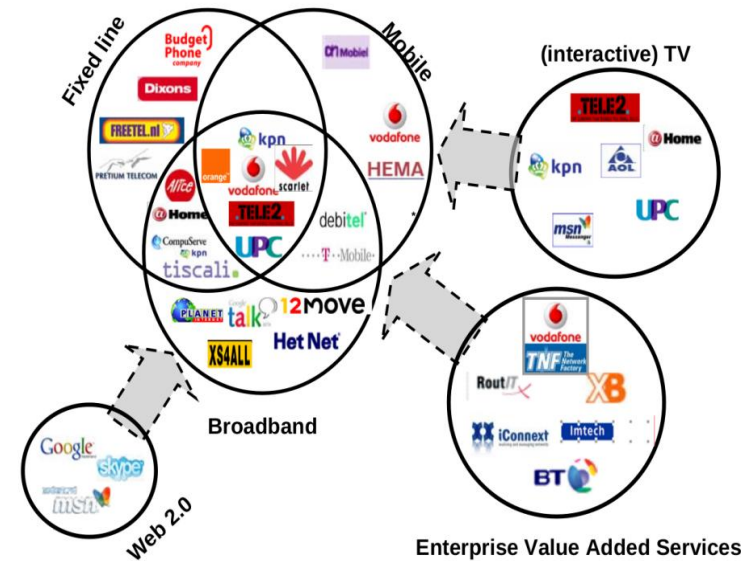 Fixed line
Budget
Phone
company
Dixons
FREETEL.nl
PRETIUM TELECOM
Alice
@Home
CompuServe
kpn
tiscali.
Mobile
Mobiel
vodafone
HEMA
*
kpn
orange™
vodafone
scarlet
TELE2
UPC
debitel
T··Mobile·
PLANET
INTERNET
Google
talk
12move
XS4ALL
Het Net
Broadband
Google
skype
msn
Web 2.0
(interactive) TV
TELE2
@Home
kpn
AOL
UPC
msn
Messenger
vodafone
TNF The
Network
Factory
RoutIT
XB
iConnext
Imtech
BT
Enterprise Value Added Services